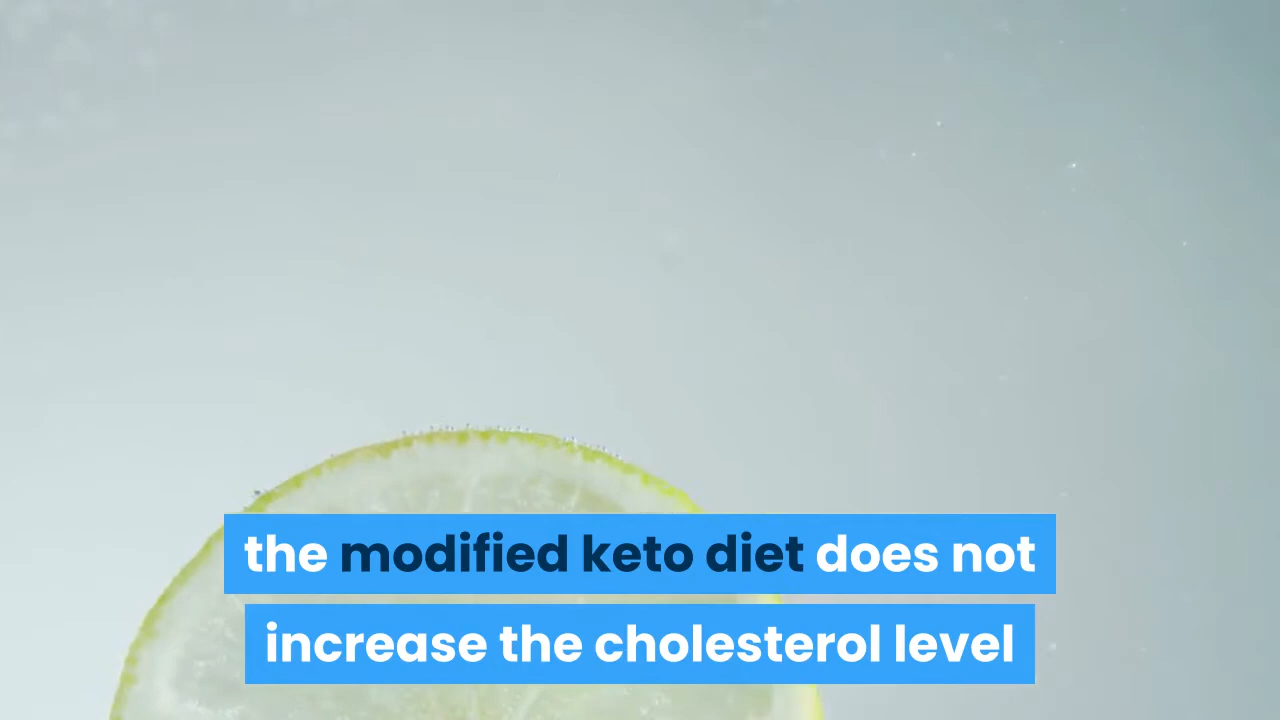 the modified keto diet does not
increase the cholesterol level